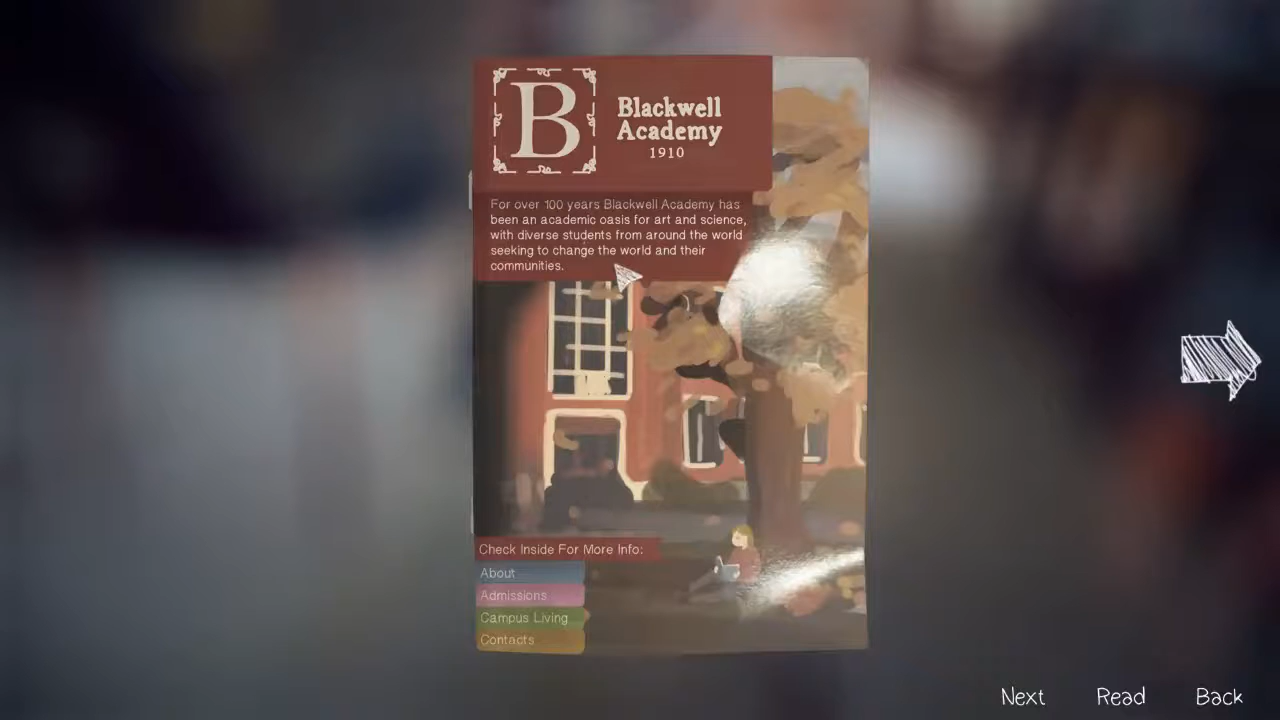 B
Blackwell
Academy
1910
For over 100 years Blackwell Academy has
been an academic oasis for art and science,
with diverse students from around the world
seeking to change the world and their
communities.
Check Inside For More Info:
About
Admissions
Campus Living
Contacts
Next Read Back